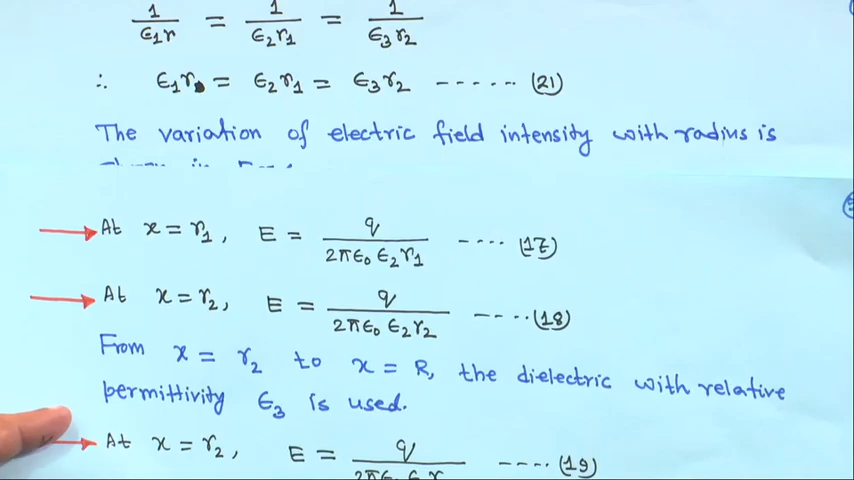 1/ϵ₁r = 1/ϵ₂r₁ = 1/ϵ₃r₂
∴ ϵ₁r = ϵ₂r₁ = ϵ₃r₂ ------ (21)
The variation of electric field intensity with radius is
At x = r₁, E = q/2πϵ₀ϵ₂r₁ ---- (17)
At x = r₂, E = q/2πϵ₀ϵ₂r₂ ----- (18)
From x = r₂ to x = R, the dielectric with relative
permittivity ϵ₃ is used.
At x = r₂, E = q/ ---- (19)